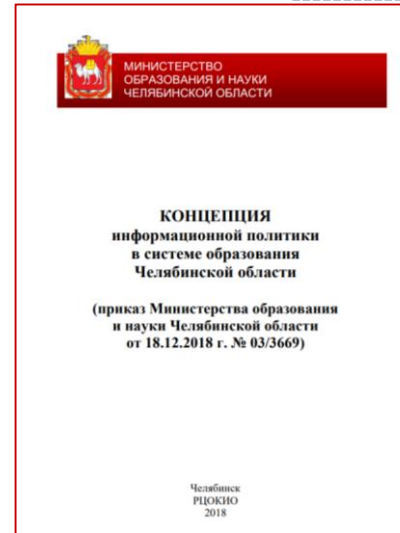 МИНИСТЕРСТВО
ОБРАЗОВАНИЯ И НАУКИ
ЧЕЛЯБИНСКОЙ ОБЛАСТИ
КОНЦЕПЦИЯ
информационной политики
в системе образования
Челябинской области
(приказ Министерства образования
и науки Челябинской области
от 18.12.2018 г. № 03/3669)
Челябинск
РЦОКИО
2018